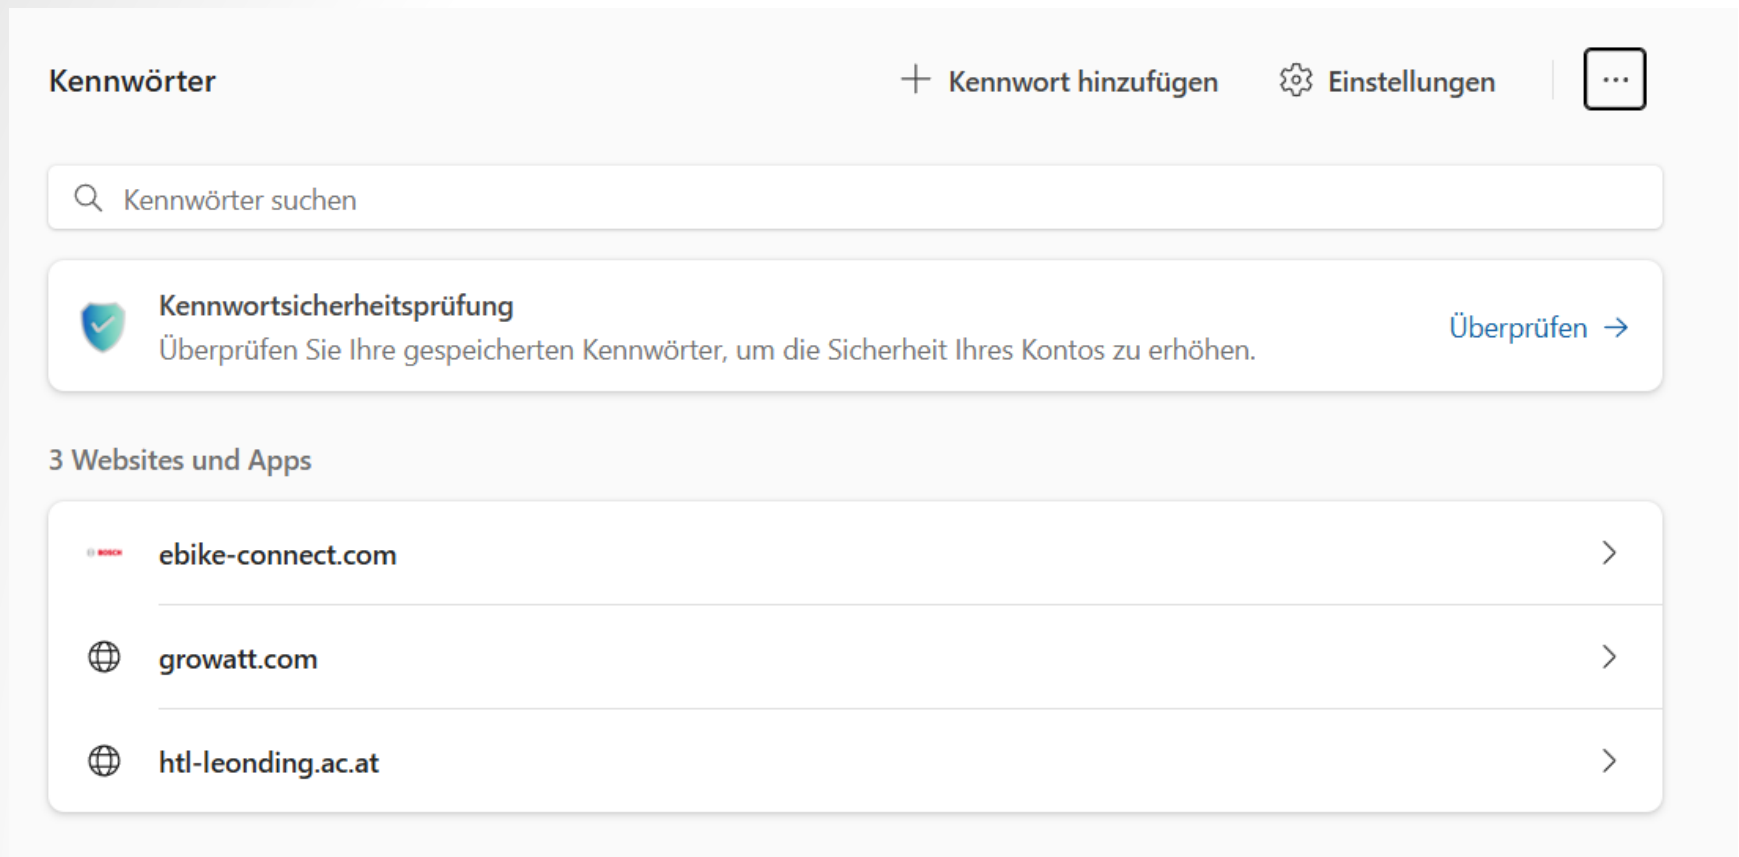 Kennwörter
Kennwort hinzufügen
Einstellungen
...
Kennwörter suchen
Kennwortsicherheitsprüfung
Überprüfen Sie Ihre gespeicherten Kennwörter, um die Sicherheit Ihres Kontos zu erhöhen.
Überprüfen
3 Websites und Apps
BOSCH
ebike-connect.com
growatt.com
htl-leonding.ac.at